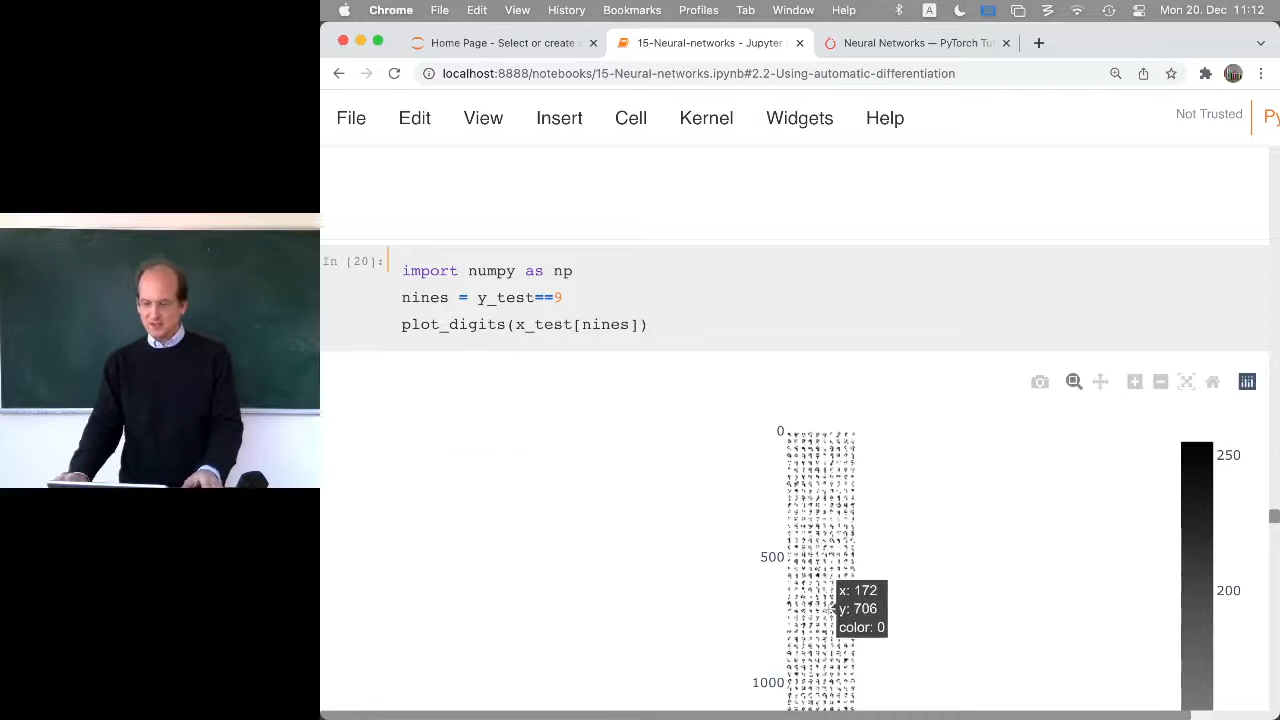 Chrome File Edit View History Bookmarks Profiles Tab Window Help A Mon 20. Dec 11:12
Home Page - Select or create a
15-Neural-networks - Jupyter
Neural Networks — PyTorch Tut
localhost:8888/notebooks/15-Neural-networks.ipynb#2.2-Using-automatic-differentiation
File Edit View Insert Cell Kernel Widgets Help Not Trusted Py
In [20]:
import numpy as np
nines = y_test==9
plot_digits(x_test[nines])
0
500
1000
x: 172
y: 706
color: 0
250
200